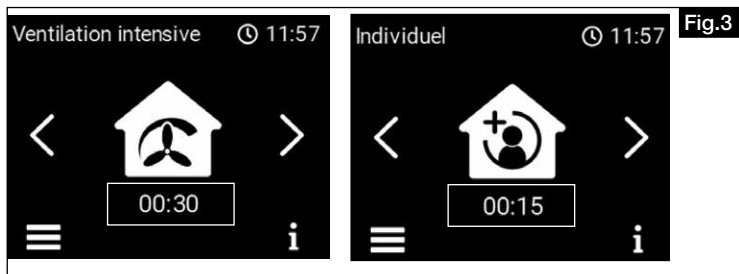 Fig.3
Ventilation intensive 11:57
00:30
i
Individuel 11:57
00:15
i